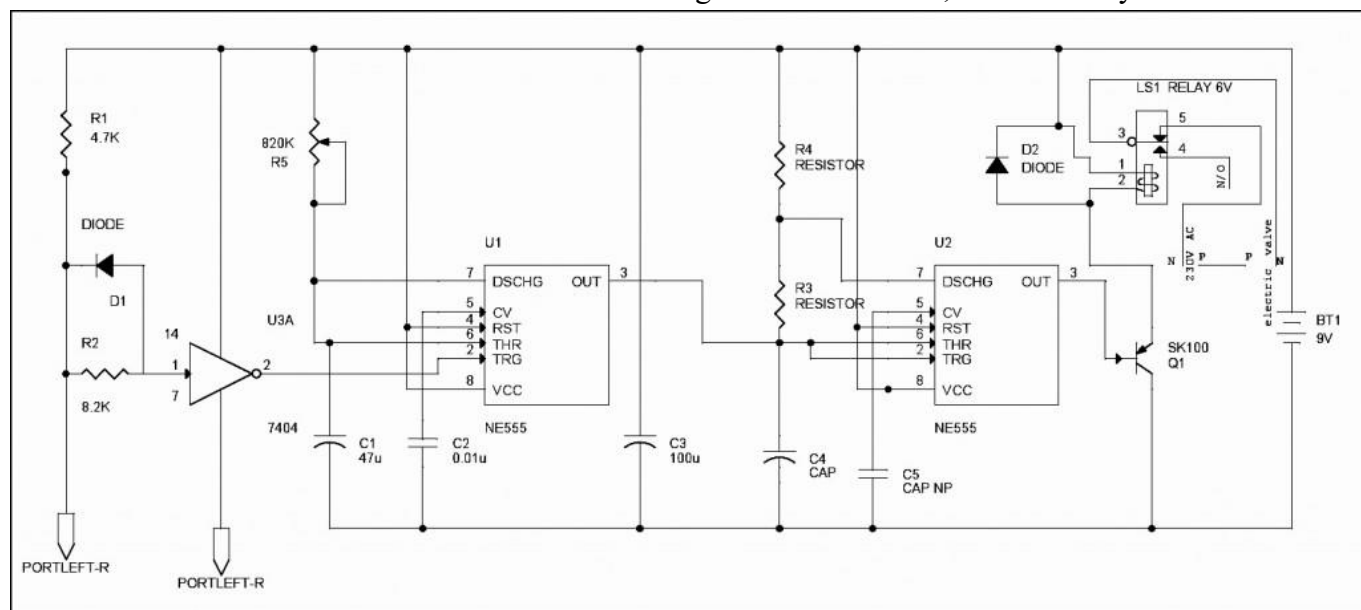 LS1 RELAY 6V
R1
4.7K
820K
R5
R4
RESISTOR
D2
DIODE
3
5
4
1
2
N/O
DIODE
D1
U1
U2
N
230V AC
P
P
N
electric valve
7
DSCHG
OUT
3
7
DSCHG
OUT
3
R3
RESISTOR
U3A
5
CV
4
RST
6
THR
2
TRG
8
VCC
5
CV
4
RST
6
THR
2
TRG
8
VCC
BT1
9V
14
R2
1
2
7
8.2K
SK100
Q1
7404
NE555
NE555
C1
47u
C2
0.01u
C3
100u
C4
CAP
C5
CAP NP
PORTLEFT-R
PORTLEFT-R